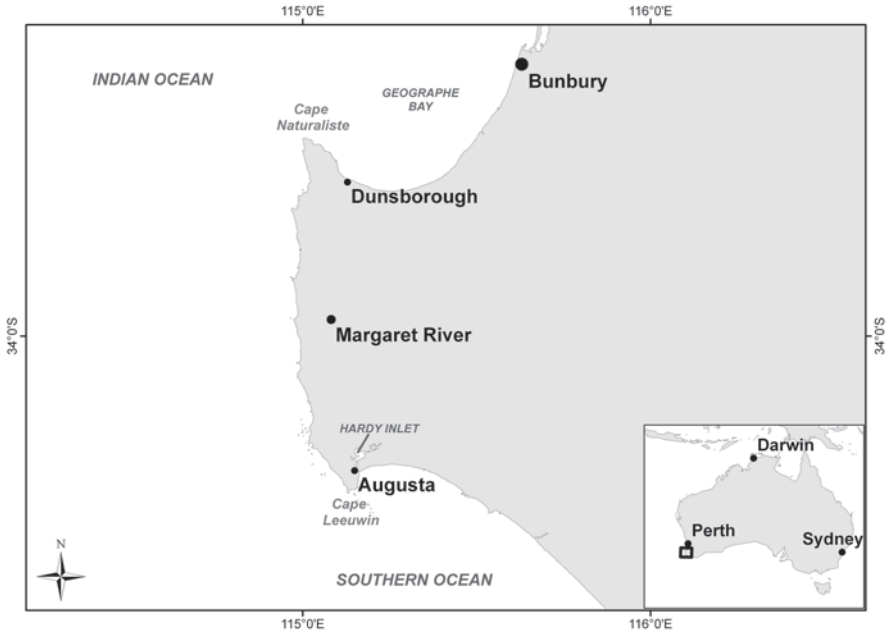 115°0'E
116°0'E
INDIAN OCEAN
GEOGRAPHE
BAY
Bunbury
Cape
Naturaliste
Dunsborough
Margaret River
34°0'S
34°0'S
HARDY INLET
Augusta
Cape
Leeuwin
SOUTHERN OCEAN
N
Darwin
Perth
Sydney
115°0'E
116°0'E